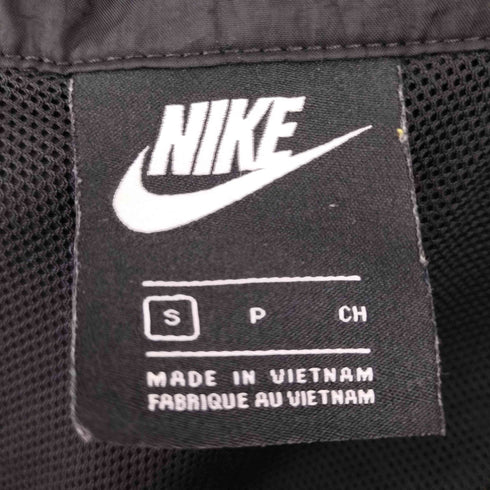 NIKE
S P CH
MADE IN VIETNAM
FABRIQUE AU VIETNAM